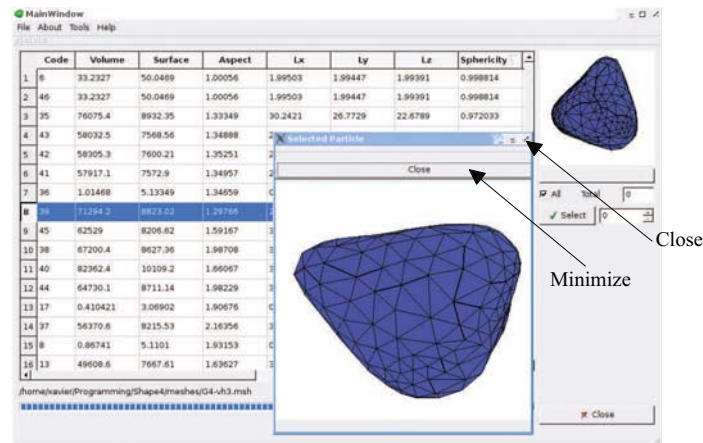 MainWindow
File About Tools Help
Code Volume Surface Aspect Lx Ly Lz Sphericity
1 6 33.2327 50.0469 1.00056 1.99503 1.99447 1.99391 0.998814
2 46 33.2327 50.0469 1.00056 1.99503 1.99447 1.99391 0.998814
3 35 76075.4 8932.35 1.33349 30.2421 26.7729 22.6789 0.972033
4 43 58032.5 7568.56 1.34888
5 42 58305.3 7600.21 1.35251
6 41 57917.1 7572.9 1.34957
7 36 1.01468 5.13349 1.34659
8 39 71294.2 8623.02 1.29766
9 45 62529 8206.62 1.59167
10 38 67200.4 8627.36 1.98708
11 40 82362.4 10109.2 1.66067
12 44 64730.1 8711.14 1.98229
13 17 0.410421 3.06902 1.90676
14 37 56370.6 8215.53 2.16356
15 8 0.86741 5.1101 1.93153
16 13 49608.6 7667.61 1.63627
Selected Particle
Close
All Total 0
Select 0
Close
Minimize
/home/xavier/Programming/Shape4/meshes/G4-vh3.msh
Close